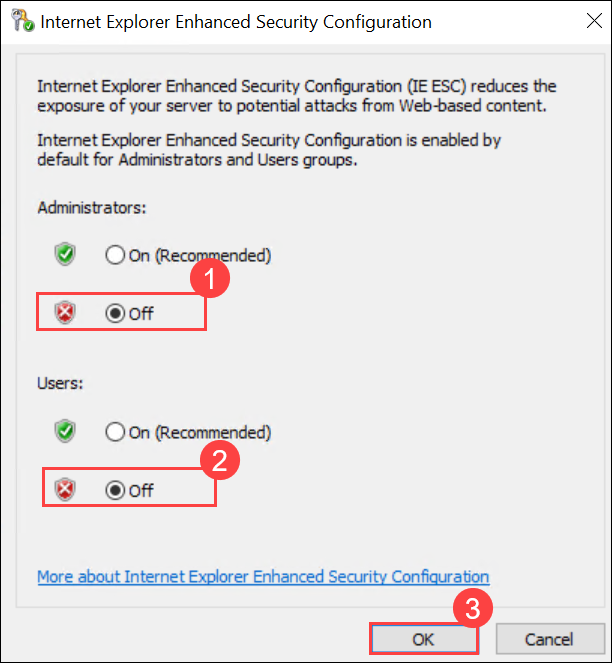 Internet Explorer Enhanced Security Configuration
Internet Explorer Enhanced Security Configuration (IE ESC) reduces the
exposure of your server to potential attacks from Web-based content.
Internet Explorer Enhanced Security Configuration is enabled by
default for Administrators and Users groups.
Administrators:
On (Recommended)
1
Off
Users:
On (Recommended)
2
Off
More about Internet Explorer Enhanced Security Configuration
3
OK
Cancel